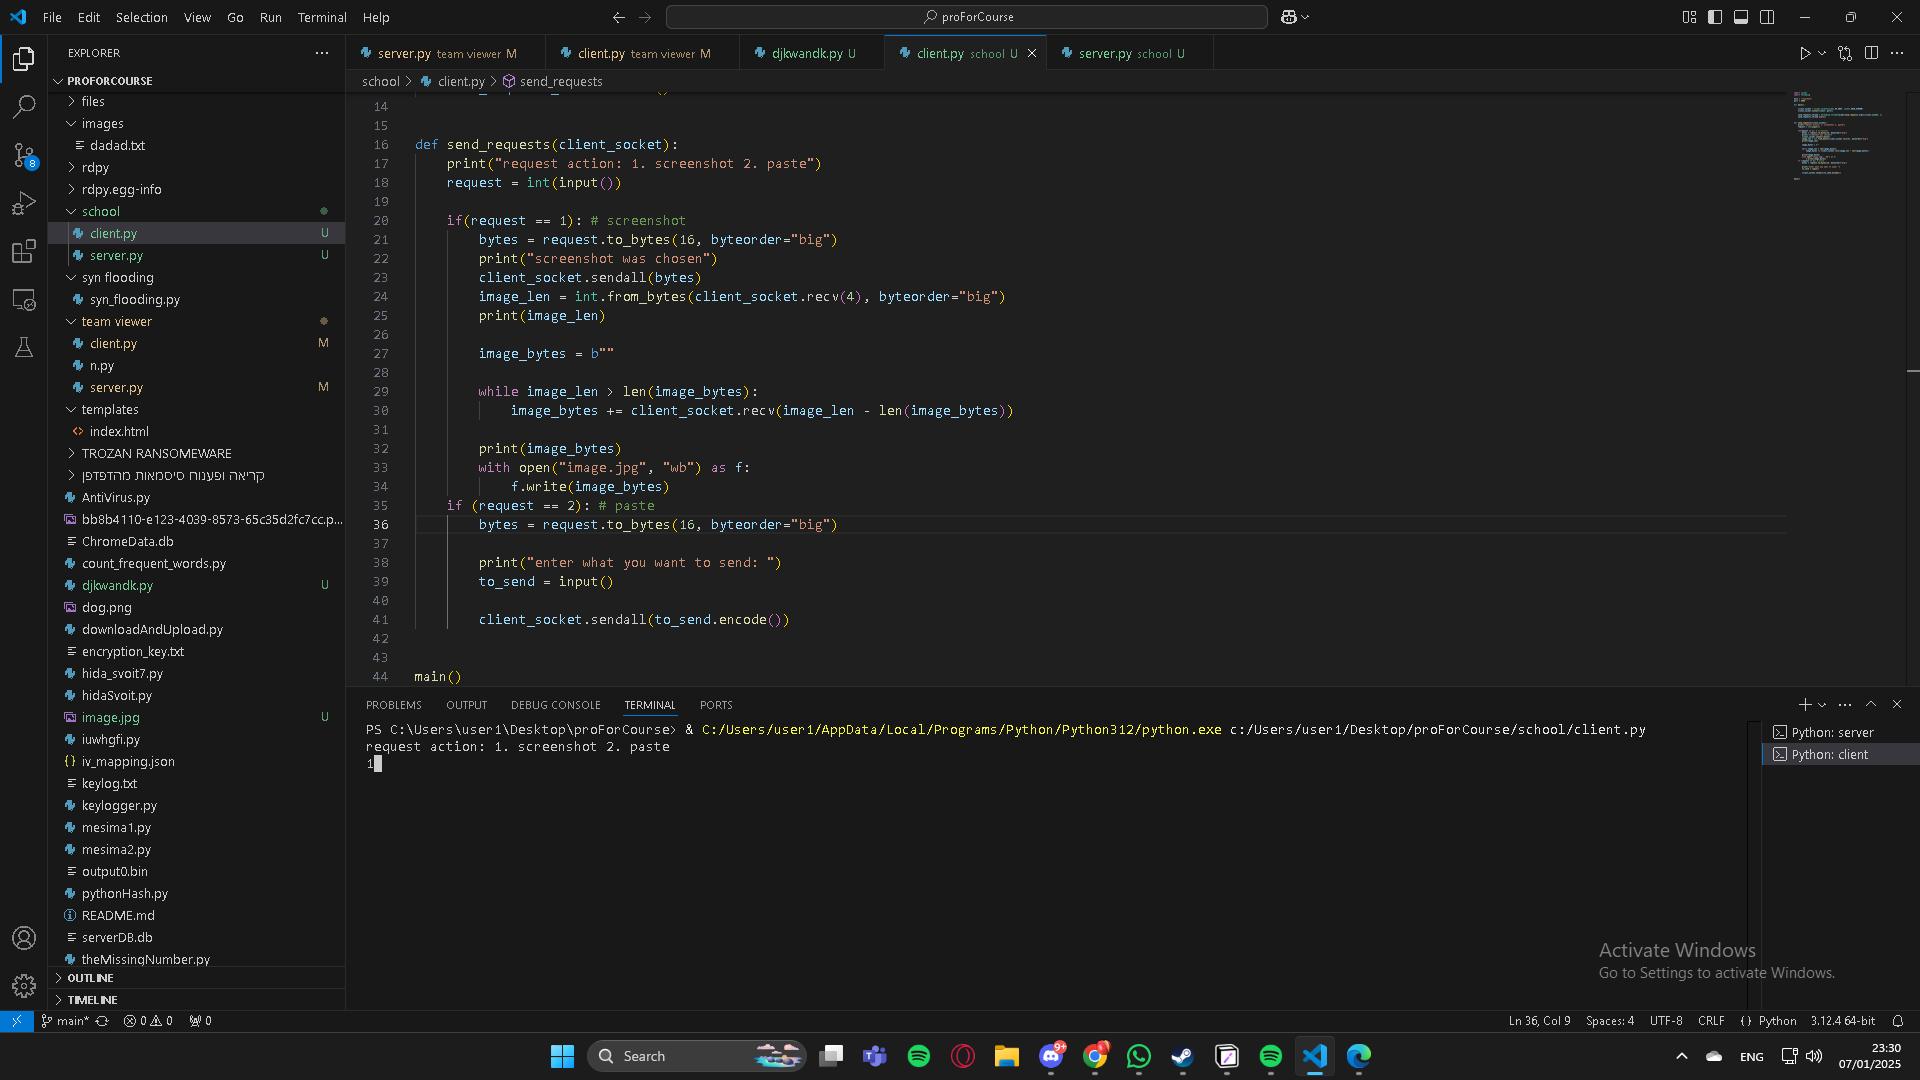 File Edit Selection View Go Run Terminal Help
proForCourse
EXPLORER
server.py team viewer M
client.py team viewer M
djkwandk.py U
client.py school U
server.py school U
PROFORCOURSE
school > client.py > send_requests
files
images
dadad.txt
rdpy
rdpy.egg-info
school
client.py U
server.py U
syn flooding
syn_flooding.py
team viewer
client.py M
n.py
server.py M
templates
index.html
TROZAN RANSOMEWARE
קריאה ופענוח סיסמאות מהדפדפן
AntiVirus.py
bb8b4110-e123-4039-8573-65c35d2fc7cc.p...
ChromeData.db
count_frequent_words.py
djkwandk.py U
dog.png
downloadAndUpload.py
encryption_key.txt
hida_svoit7.py
hidaSvoit.py
image.jpg U
iuwhgfi.py
iv_mapping.json
keylog.txt
keylogger.py
mesima1.py
mesima2.py
output0.bin
pythonHash.py
README.md
serverDB.db
theMissingNumber.py
OUTLINE
TIMELINE
14
15
16 def send_requests(client_socket):
17 print("request action: 1. screenshot 2. paste")
18 request = int(input())
19
20 if(request == 1): # screenshot
21 bytes = request.to_bytes(16, byteorder="big")
22 print("screenshot was chosen")
23 client_socket.sendall(bytes)
24 image_len = int.from_bytes(client_socket.recv(4), byteorder="big")
25 print(image_len)
26
27 image_bytes = b""
28
29 while image_len > len(image_bytes):
30 image_bytes += client_socket.recv(image_len - len(image_bytes))
31
32 print(image_bytes)
33 with open("image.jpg", "wb") as f:
34 f.write(image_bytes)
35 if (request == 2): # paste
36 bytes = request.to_bytes(16, byteorder="big")
37
38 print("enter what you want to send: ")
39 to_send = input()
40
41 client_socket.sendall(to_send.encode())
42
43
44 main()
PROBLEMS OUTPUT DEBUG CONSOLE TERMINAL PORTS
PS C:\Users\user1\Desktop\proForCourse> & C:/Users/user1/AppData/Local/Programs/Python/Python312/python.exe c:/Users/user1/Desktop/proForCourse/school/client.py
request action: 1. screenshot 2. paste
1
Python: server
Python: client
Activate Windows
Go to Settings to activate Windows.
8
main* 0 0 0
Ln 36, Col 9 Spaces: 4 UTF-8 CRLF Python 3.12.4 64-bit
Search
9+
1
ENG
23:30
07/01/2025